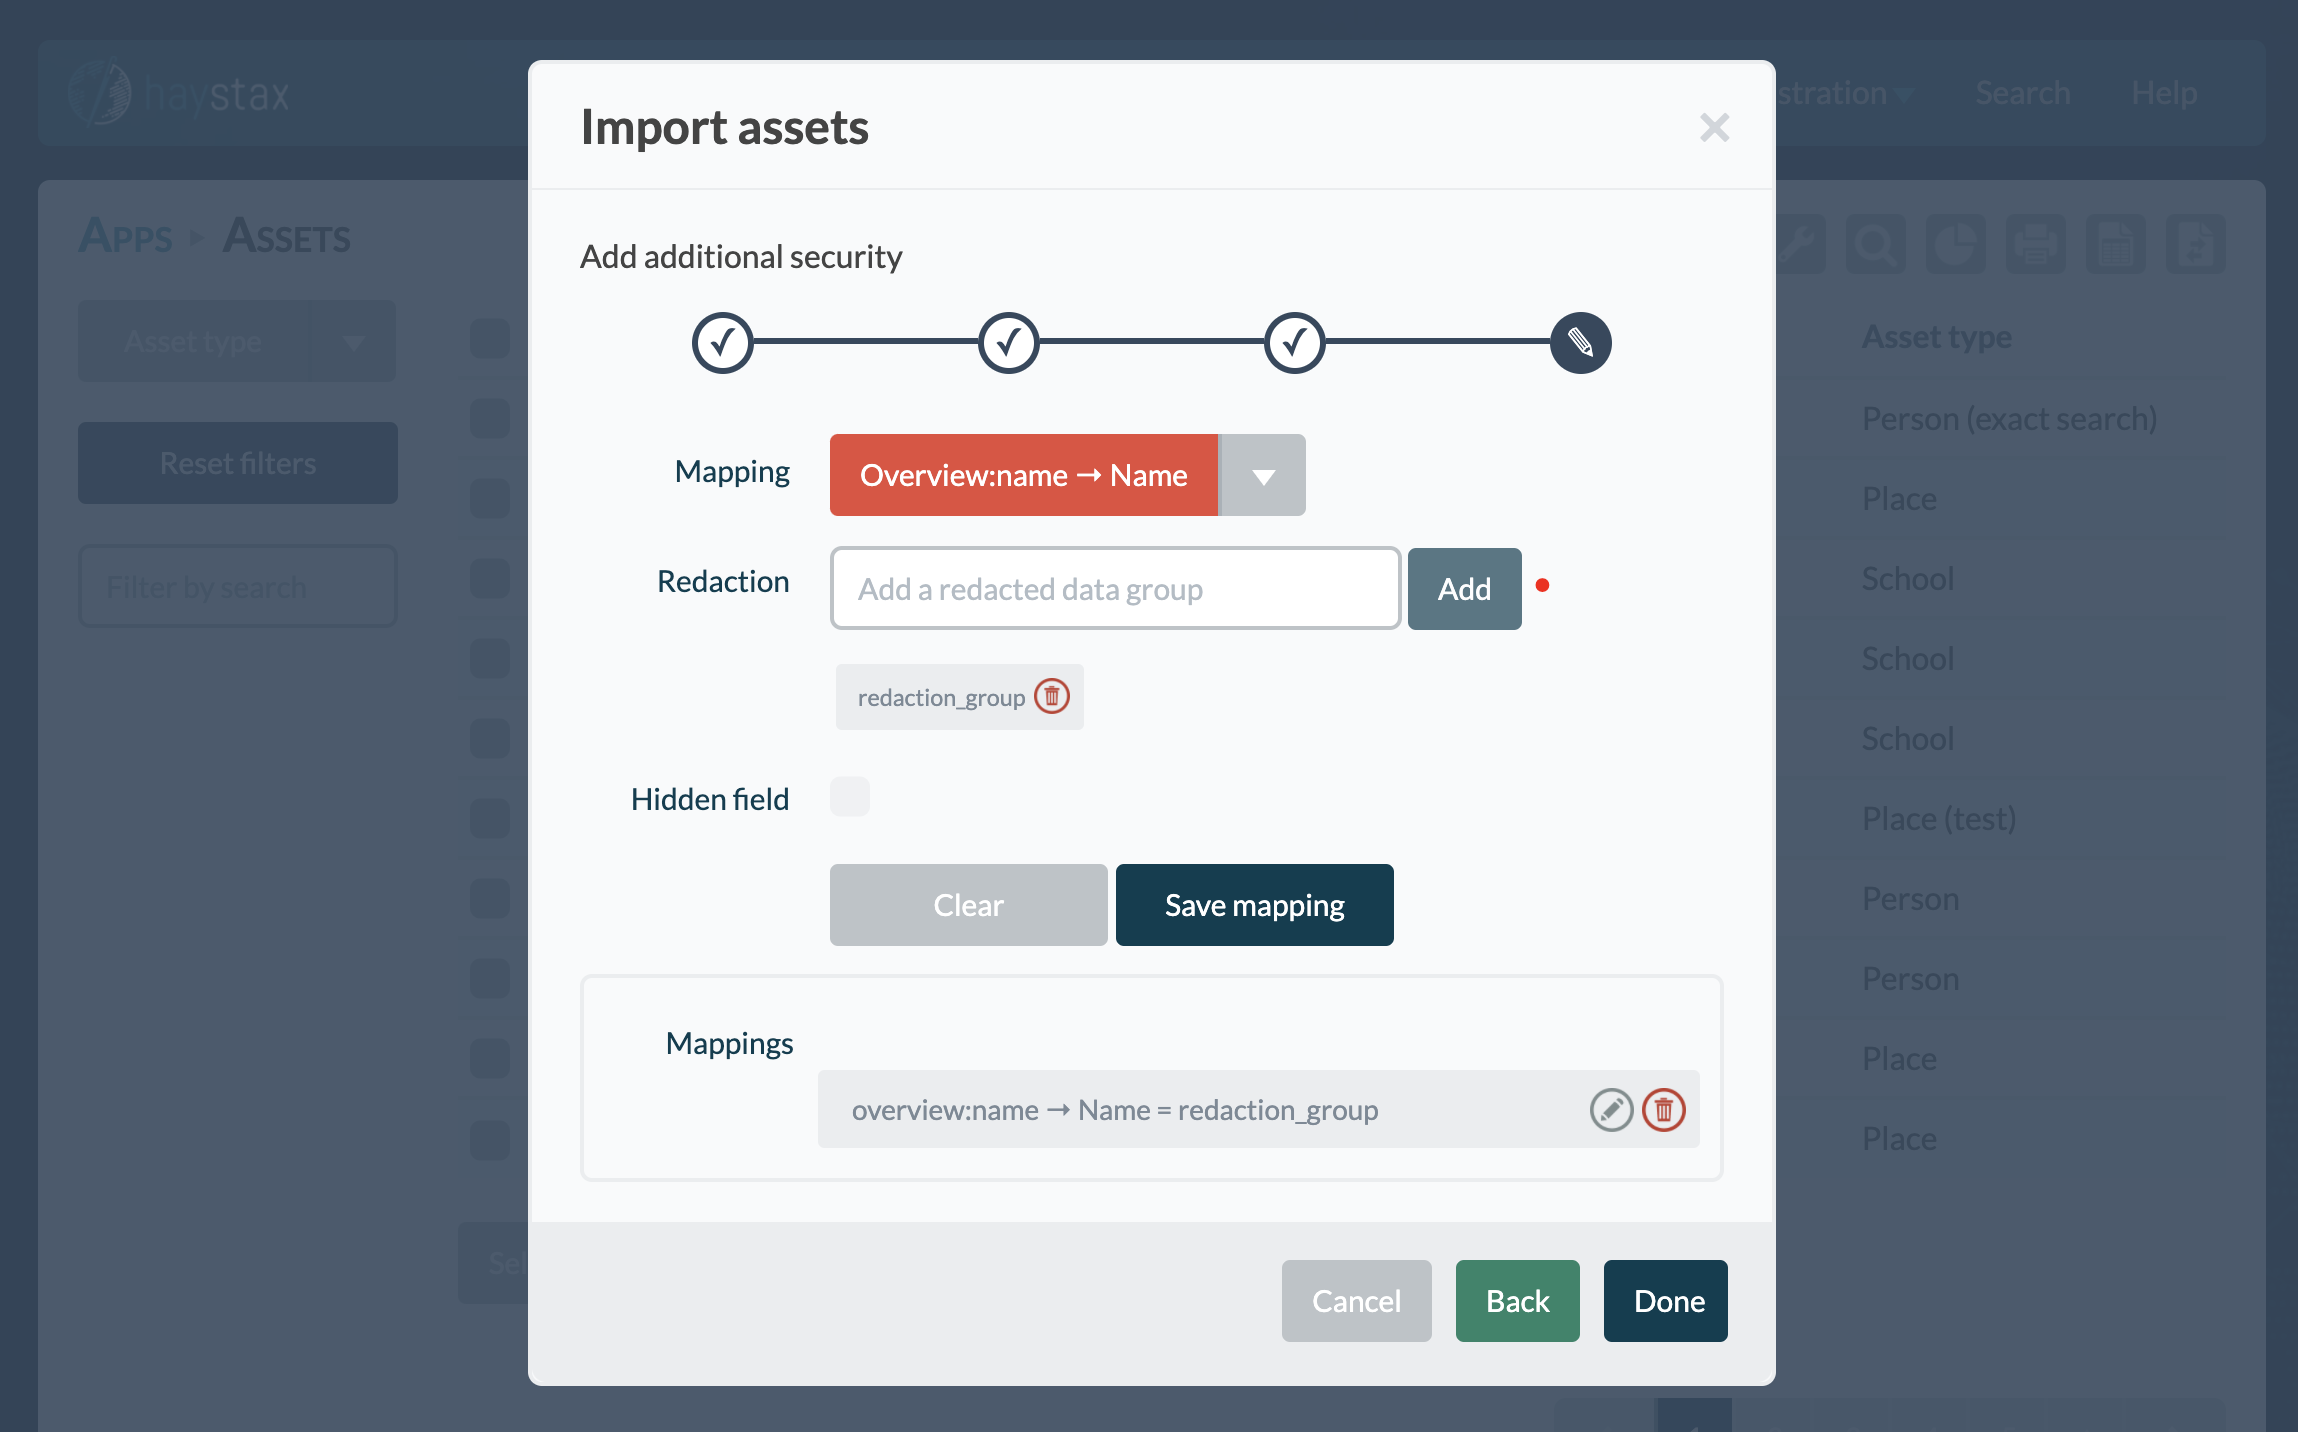 haystax
stration
Search
Help
APPS
ASSETS
Asset type
Reset filters
Filter by search
Import assets
Add additional security
Mapping
Overview:name → Name
Redaction
Add a redacted data group
Add
redaction_group
Hidden field
Clear
Save mapping
Mappings
overview:name → Name = redaction_group
Cancel
Back
Done
Asset type
Person (exact search)
Place
School
School
School
Place (test)
Person
Person
Place
Place